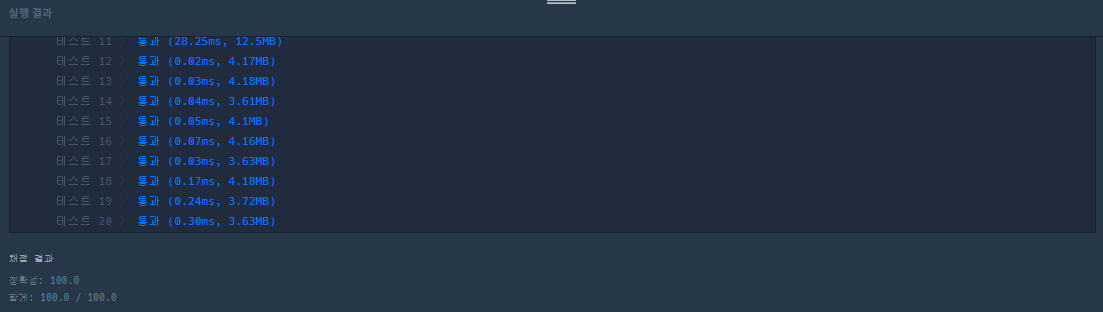 실행 결과
테스트 11 〉 통과 (28.25ms, 12.5MB)
테스트 12 〉 통과 (0.02ms, 4.17MB)
테스트 13 〉 통과 (0.03ms, 4.18MB)
테스트 14 〉 통과 (0.04ms, 3.61MB)
테스트 15 〉 통과 (0.05ms, 4.1MB)
테스트 16 〉 통과 (0.07ms, 4.16MB)
테스트 17 〉 통과 (0.03ms, 3.63MB)
테스트 18 〉 통과 (0.17ms, 4.18MB)
테스트 19 〉 통과 (0.24ms, 3.72MB)
테스트 20 〉 통과 (0.30ms, 3.63MB)
채점 결과
정확성: 100.0
합계: 100.0 / 100.0